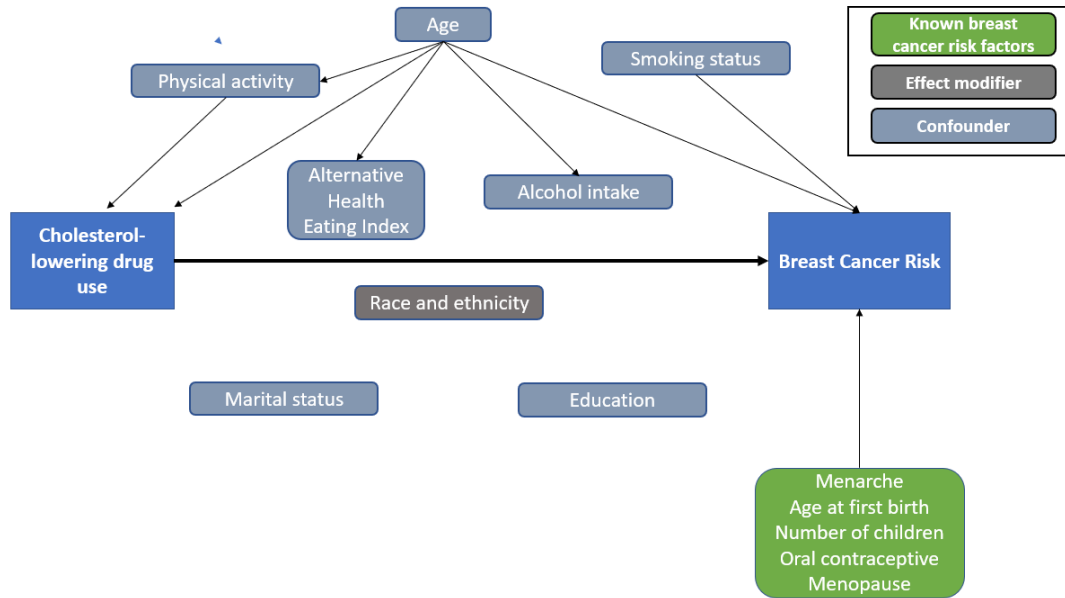 Age
Known breast
cancer risk factors
Smoking status
Physical activity
Effect modifier
Confounder
Alternative
Health
Eating Index
Alcohol intake
Cholesterol-
lowering drug
use
Breast Cancer Risk
Race and ethnicity
Marital status
Education
Menarche
Age at first birth
Number of children
Oral contraceptive
Menopause